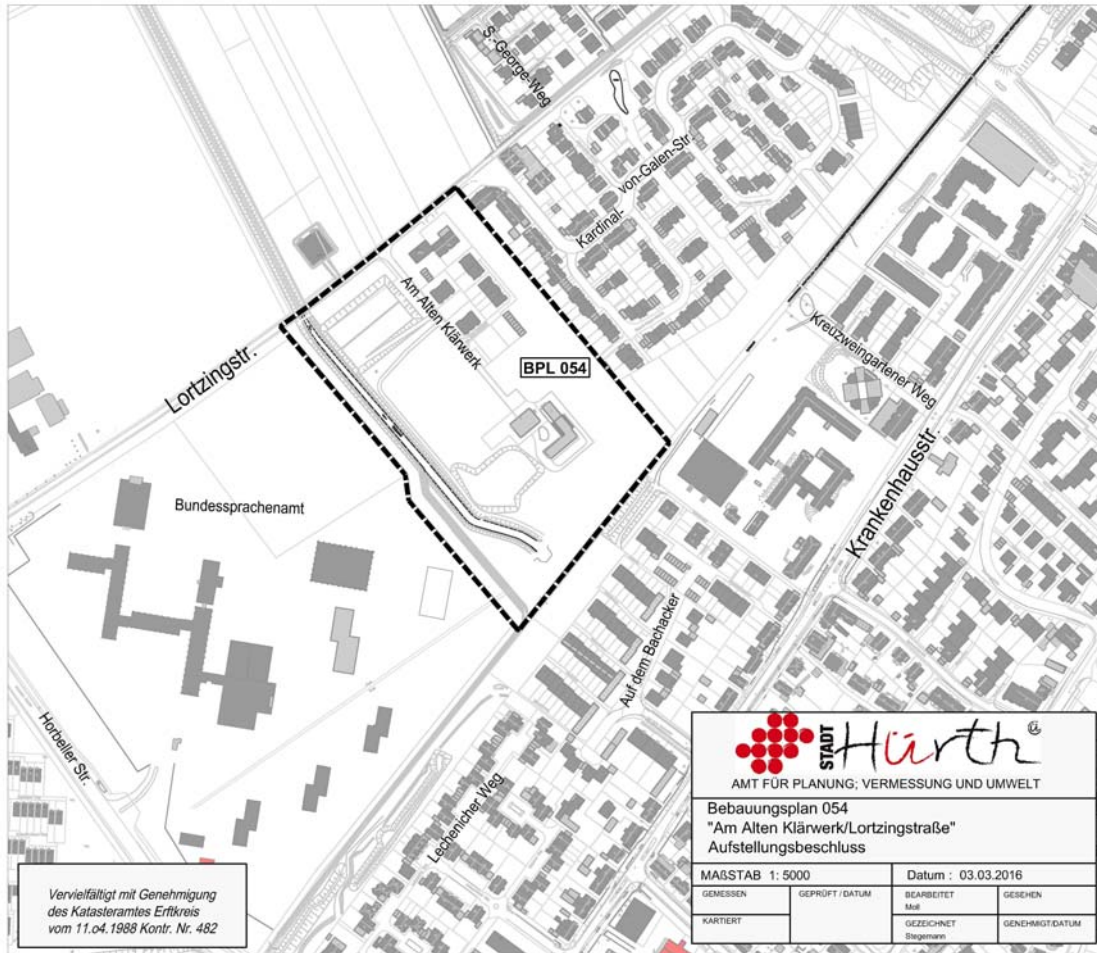 S.-George-Weg
von-Galen-Str.
Kardinal-
Am Alten Klärwerk
BPL 054
Lortzingstr.
Kreuzweingartener Weg
Krankenhausstr.
Bundessprachenamt
Auf dem Bachacker
Horbeller Str.
Lechenicher Weg
STADT Hürth
ü
AMT FÜR PLANUNG; VERMESSUNG UND UMWELT
Bebauungsplan 054
"Am Alten Klärwerk/Lortzingstraße"
Aufstellungsbeschluss
MAßSTAB 1: 5000
Datum : 03.03.2016
GEMESSEN
GEPRÜFT / DATUM
BEARBEITET
Moll
GESEHEN
KARTIERT
GEZEICHNET
Stegemann
GENEHMIGT/DATUM
Vervielfältigt mit Genehmigung
des Katasteramtes Erftkreis
vom 11.o4.1988 Kontr. Nr. 482